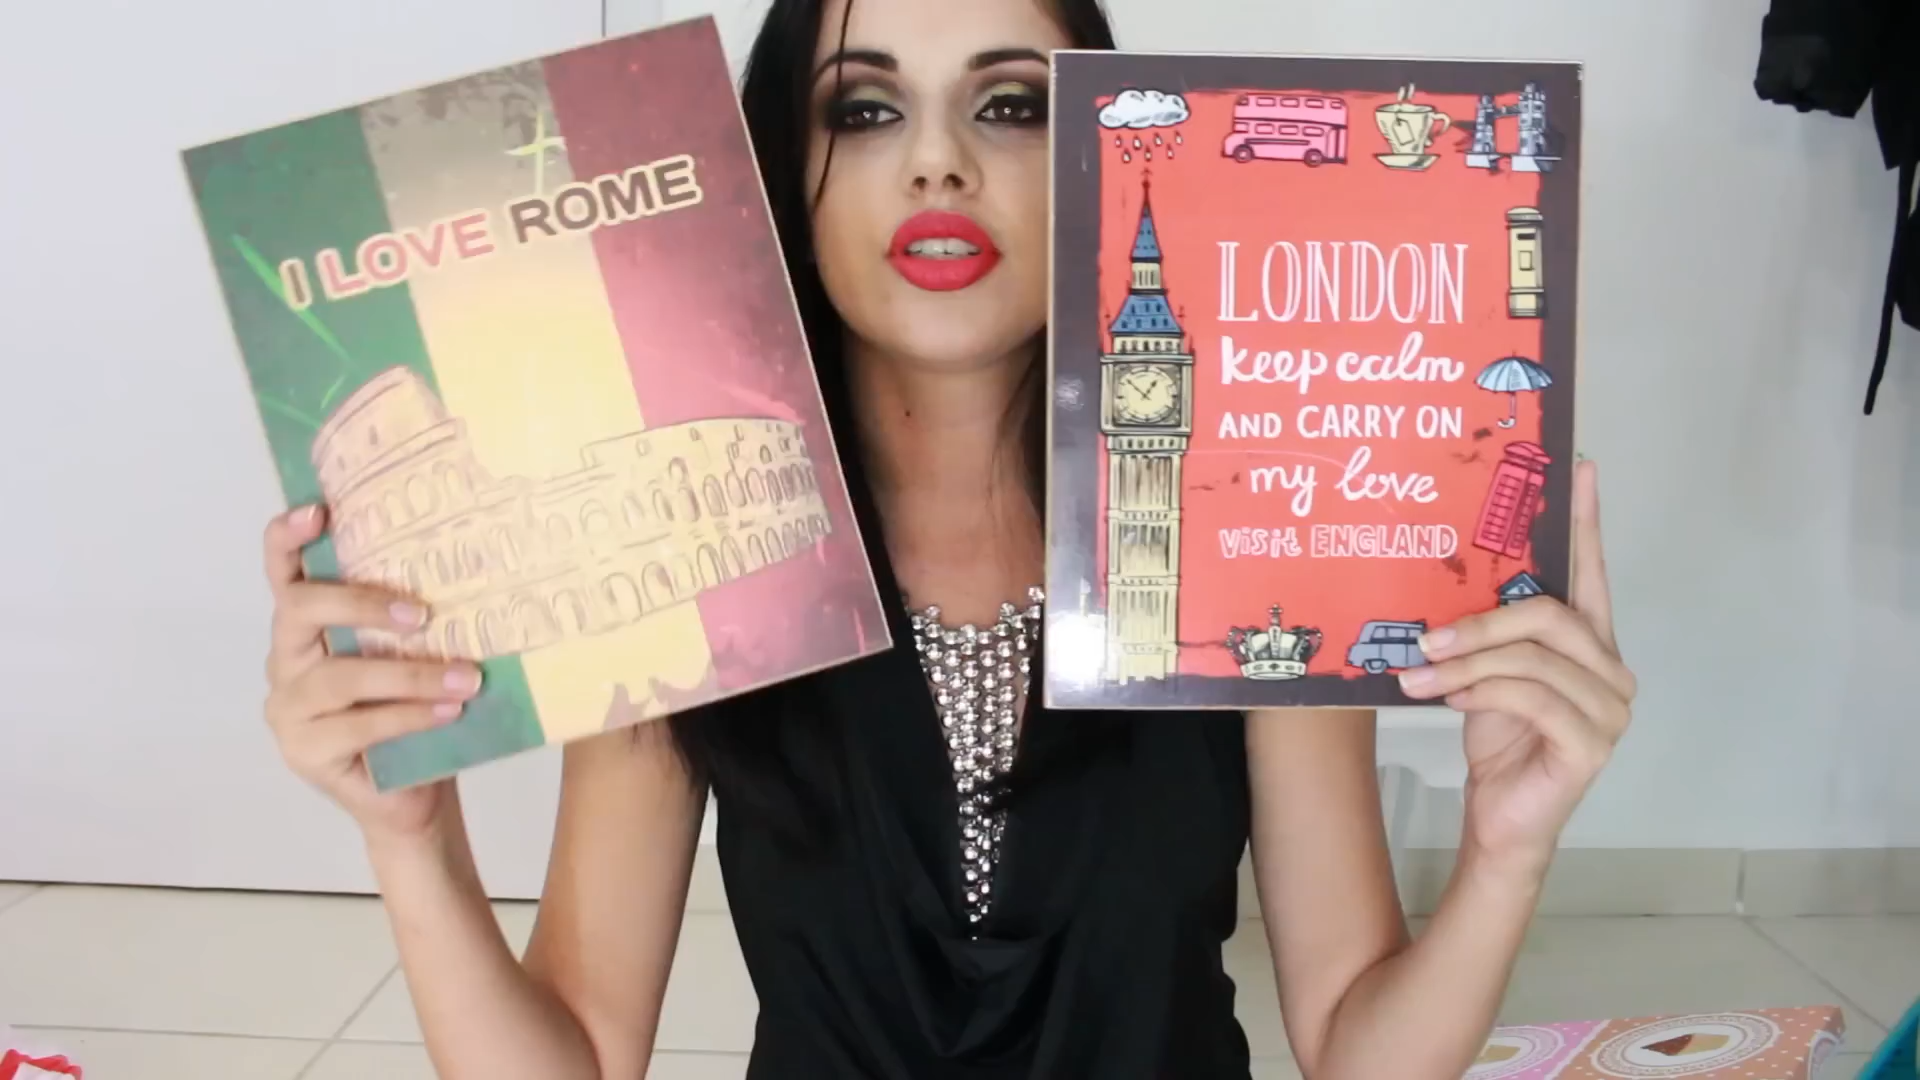 I LOVE ROME
LONDON
keep calm
AND CARRY ON
my love
visit ENGLAND